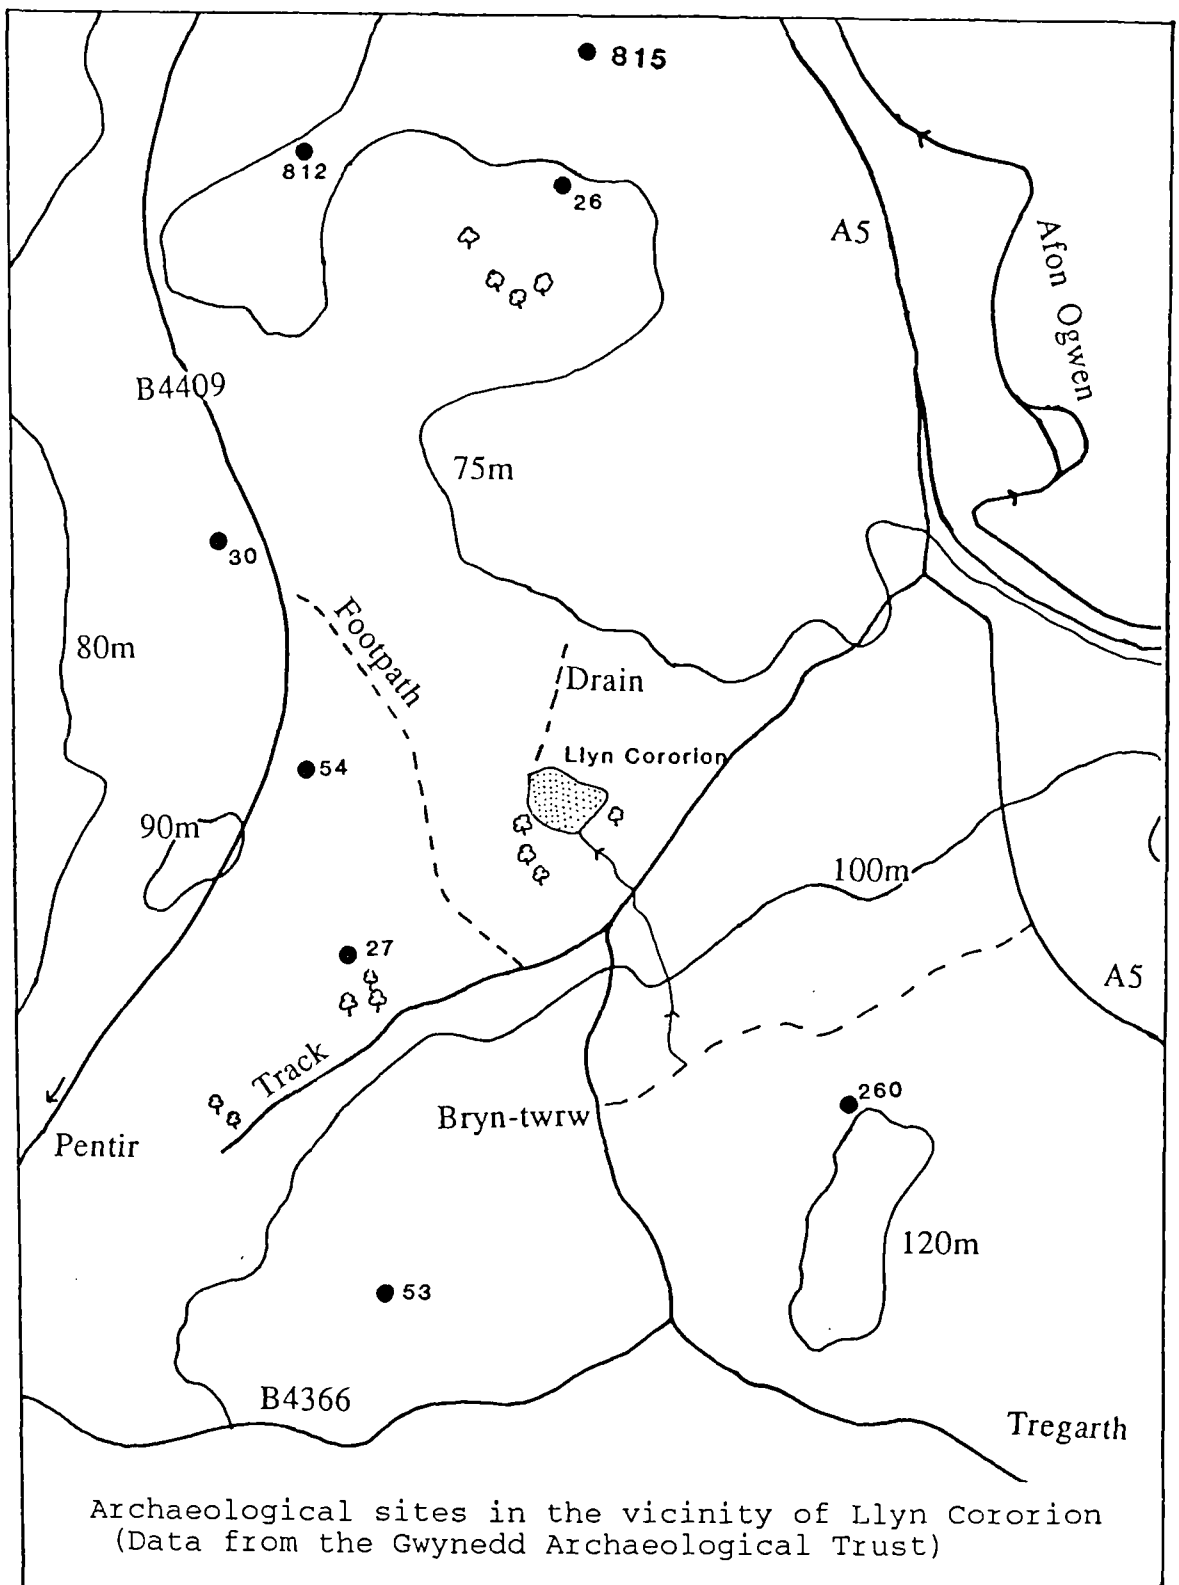 815
812
26
A5
Afon Ogwen
B4409
75m
30
Footpath
80m
Drain
Llyn Cororion
54
90m
100m
27
A5
Track
260
Bryn-twrw
Pentir
120m
53
B4366
Tregarth
Archaeological sites in the vicinity of Llyn Cororion
(Data from the Gwynedd Archaeological Trust)